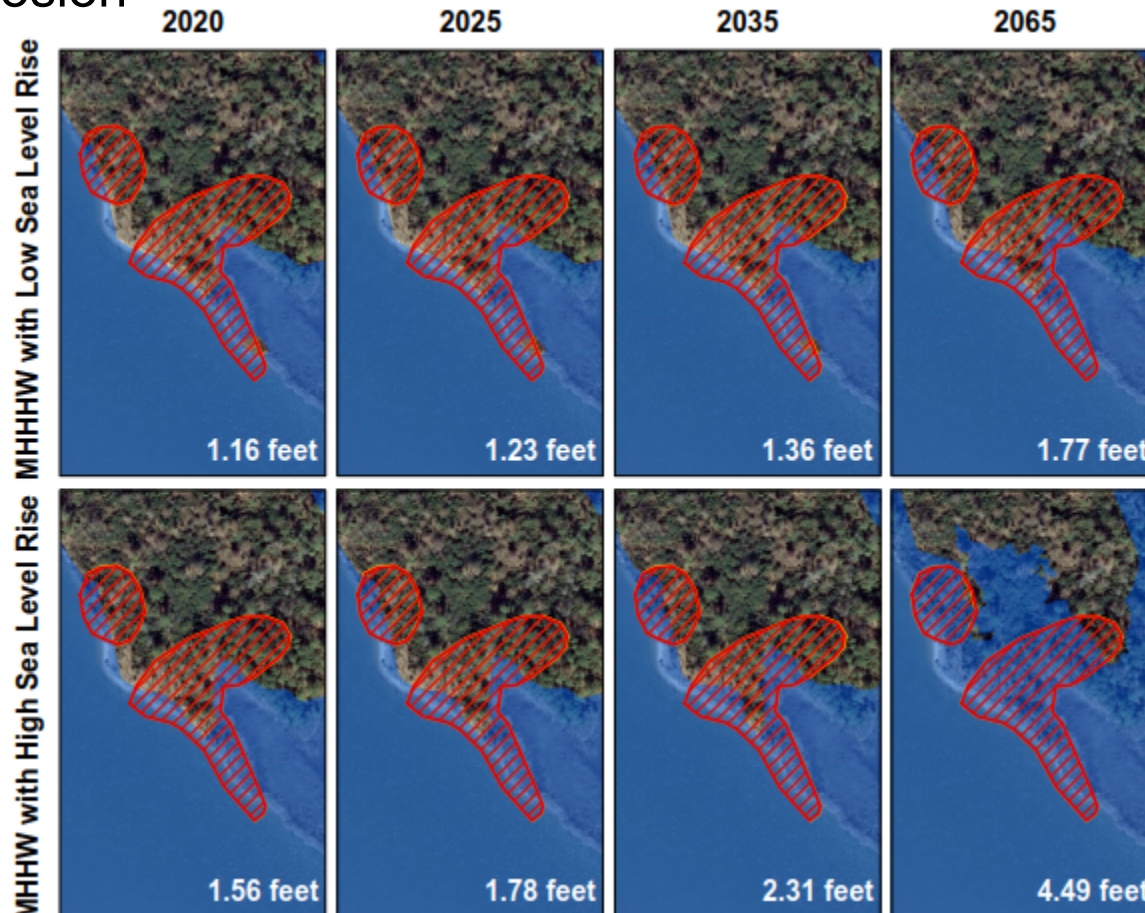 2020 2025 2035 2065
MHHHW with Low Sea Level Rise
1.16 feet 1.23 feet 1.36 feet 1.77 feet
MHHW with High Sea Level Rise
1.56 feet 1.78 feet 2.31 feet 4.49 feet